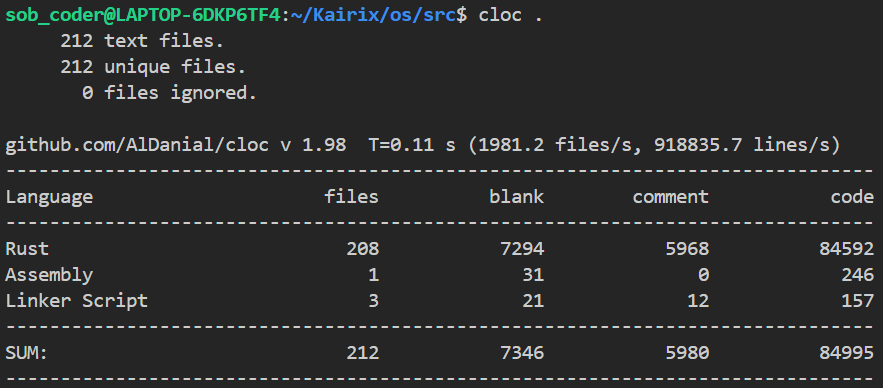 sob_coder@LAPTOP-6DKP6TF4:~/Kairix/os/src$ cloc .
     212 text files.
     212 unique files.
       0 files ignored.

github.com/AlDanial/cloc v 1.98  T=0.11 s (1981.2 files/s, 918835.7 lines/s)
-------------------------------------------------------------------------------
Language                     files          blank        comment           code
-------------------------------------------------------------------------------
Rust                           208           7294           5968          84592
Assembly                         1             31              0            246
Linker Script                    3             21             12            157
-------------------------------------------------------------------------------
SUM:                           212           7346           5980          84995
-------------------------------------------------------------------------------